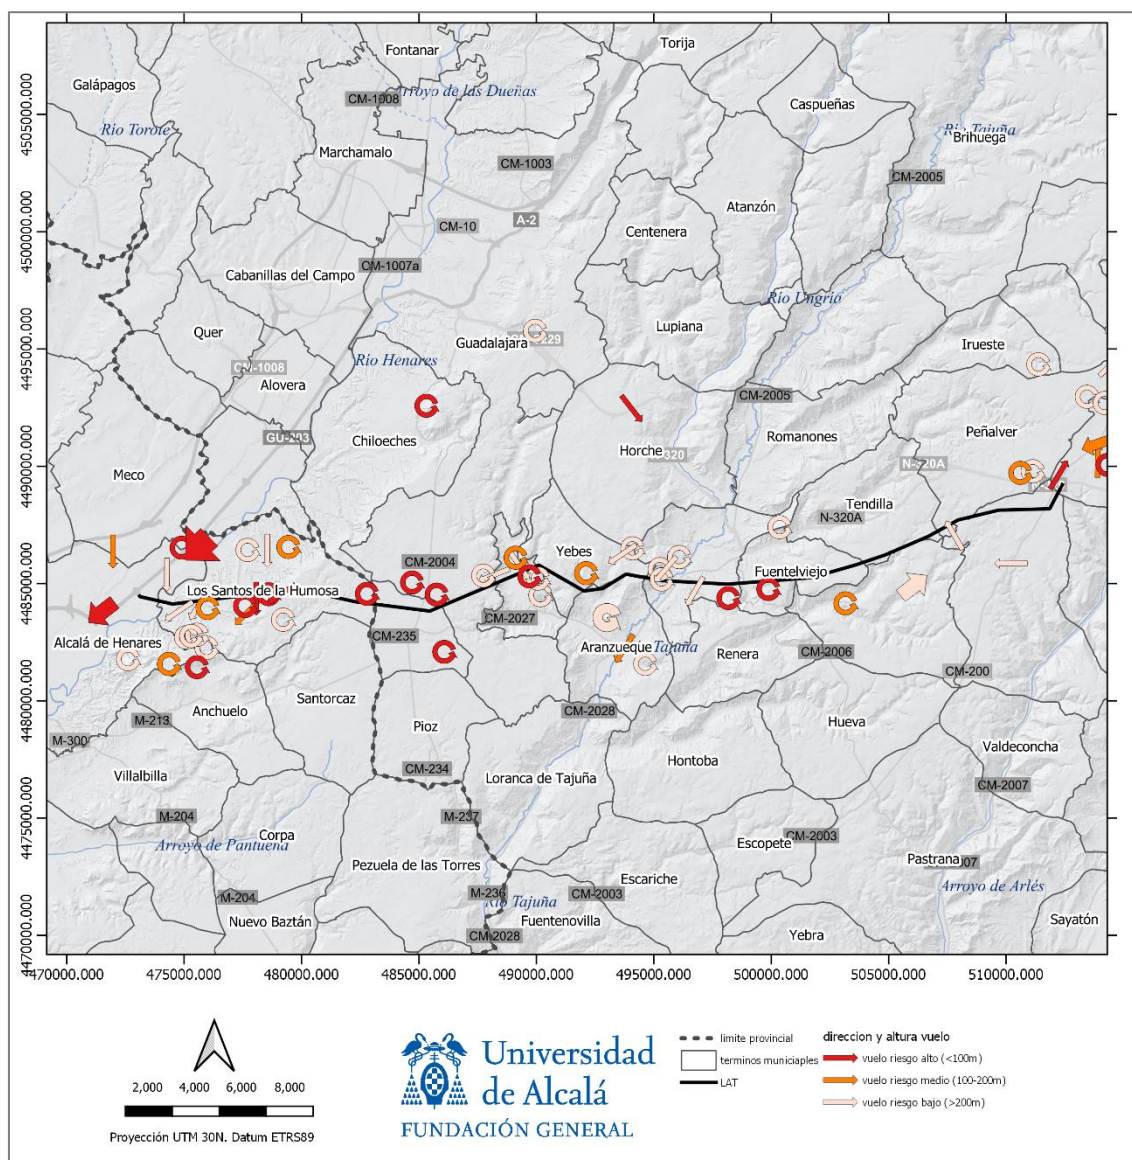 Fontanar
Torija
Galápagos
CM-1008
Arroyo de las Dueñas
Caspueñas
Río Torote
Río Tajuña
Brihuega
Marchamalo
CM-1003
CM-2005
Atanzón
CM-10
A-2
Centenera
CM-1007a
Cabanillas del Campo
Río Ungría
Quer
Guadalajara
Lupiana
Irueste
Río Henares
CM-1008
Alovera
CM-2005
GU-203
Chiloeches
Horche
Romanones
Peñalver
N-320A
Meco
Tendilla
N-320A
CM-2004
Yebes
Fuentelviejo
Los Santos de la Humosa
CM-2027
CM-235
Alcalá de Henares
Aranzueque
Tajuña
Renera
CM-2006
CM-200
Santorcaz
Anchuelo
M-213
M-300
Pioz
CM-2028
Hueva
Valdeconcha
Villalbilla
CM-234
Loranca de Tajuña
Hontoba
CM-2007
M-204
M-237
Corpa
Arroyo de Pantueña
Escopete
CM-2003
Pezuela de las Torres
Pastrana
Escariche
M-204
M-236
Río Tajuña
CM-2003
Arroyo de Arlés
Nuevo Baztán
Fuentenovilla
CM-2028
Yebra
Sayatón
4505000.000
4500000.000
4495000.000
4490000.000
4485000.000
4480000.000
4475000.000
4470000.000
470000.000 475000.000 480000.000 485000.000 490000.000 495000.000 500000.000 505000.000 510000.000
2,000 4,000 6,000 8,000
Proyección UTM 30N. Datum ETRS89
Universidad
de Alcalá
FUNDACIÓN GENERAL
limite provincial
terminos municiaples
LAT
direccion y altura vuelo
vuelo riesgo alto (<100m)
vuelo riesgo medio (100-200m)
vuelo riesgo bajo (>200m)